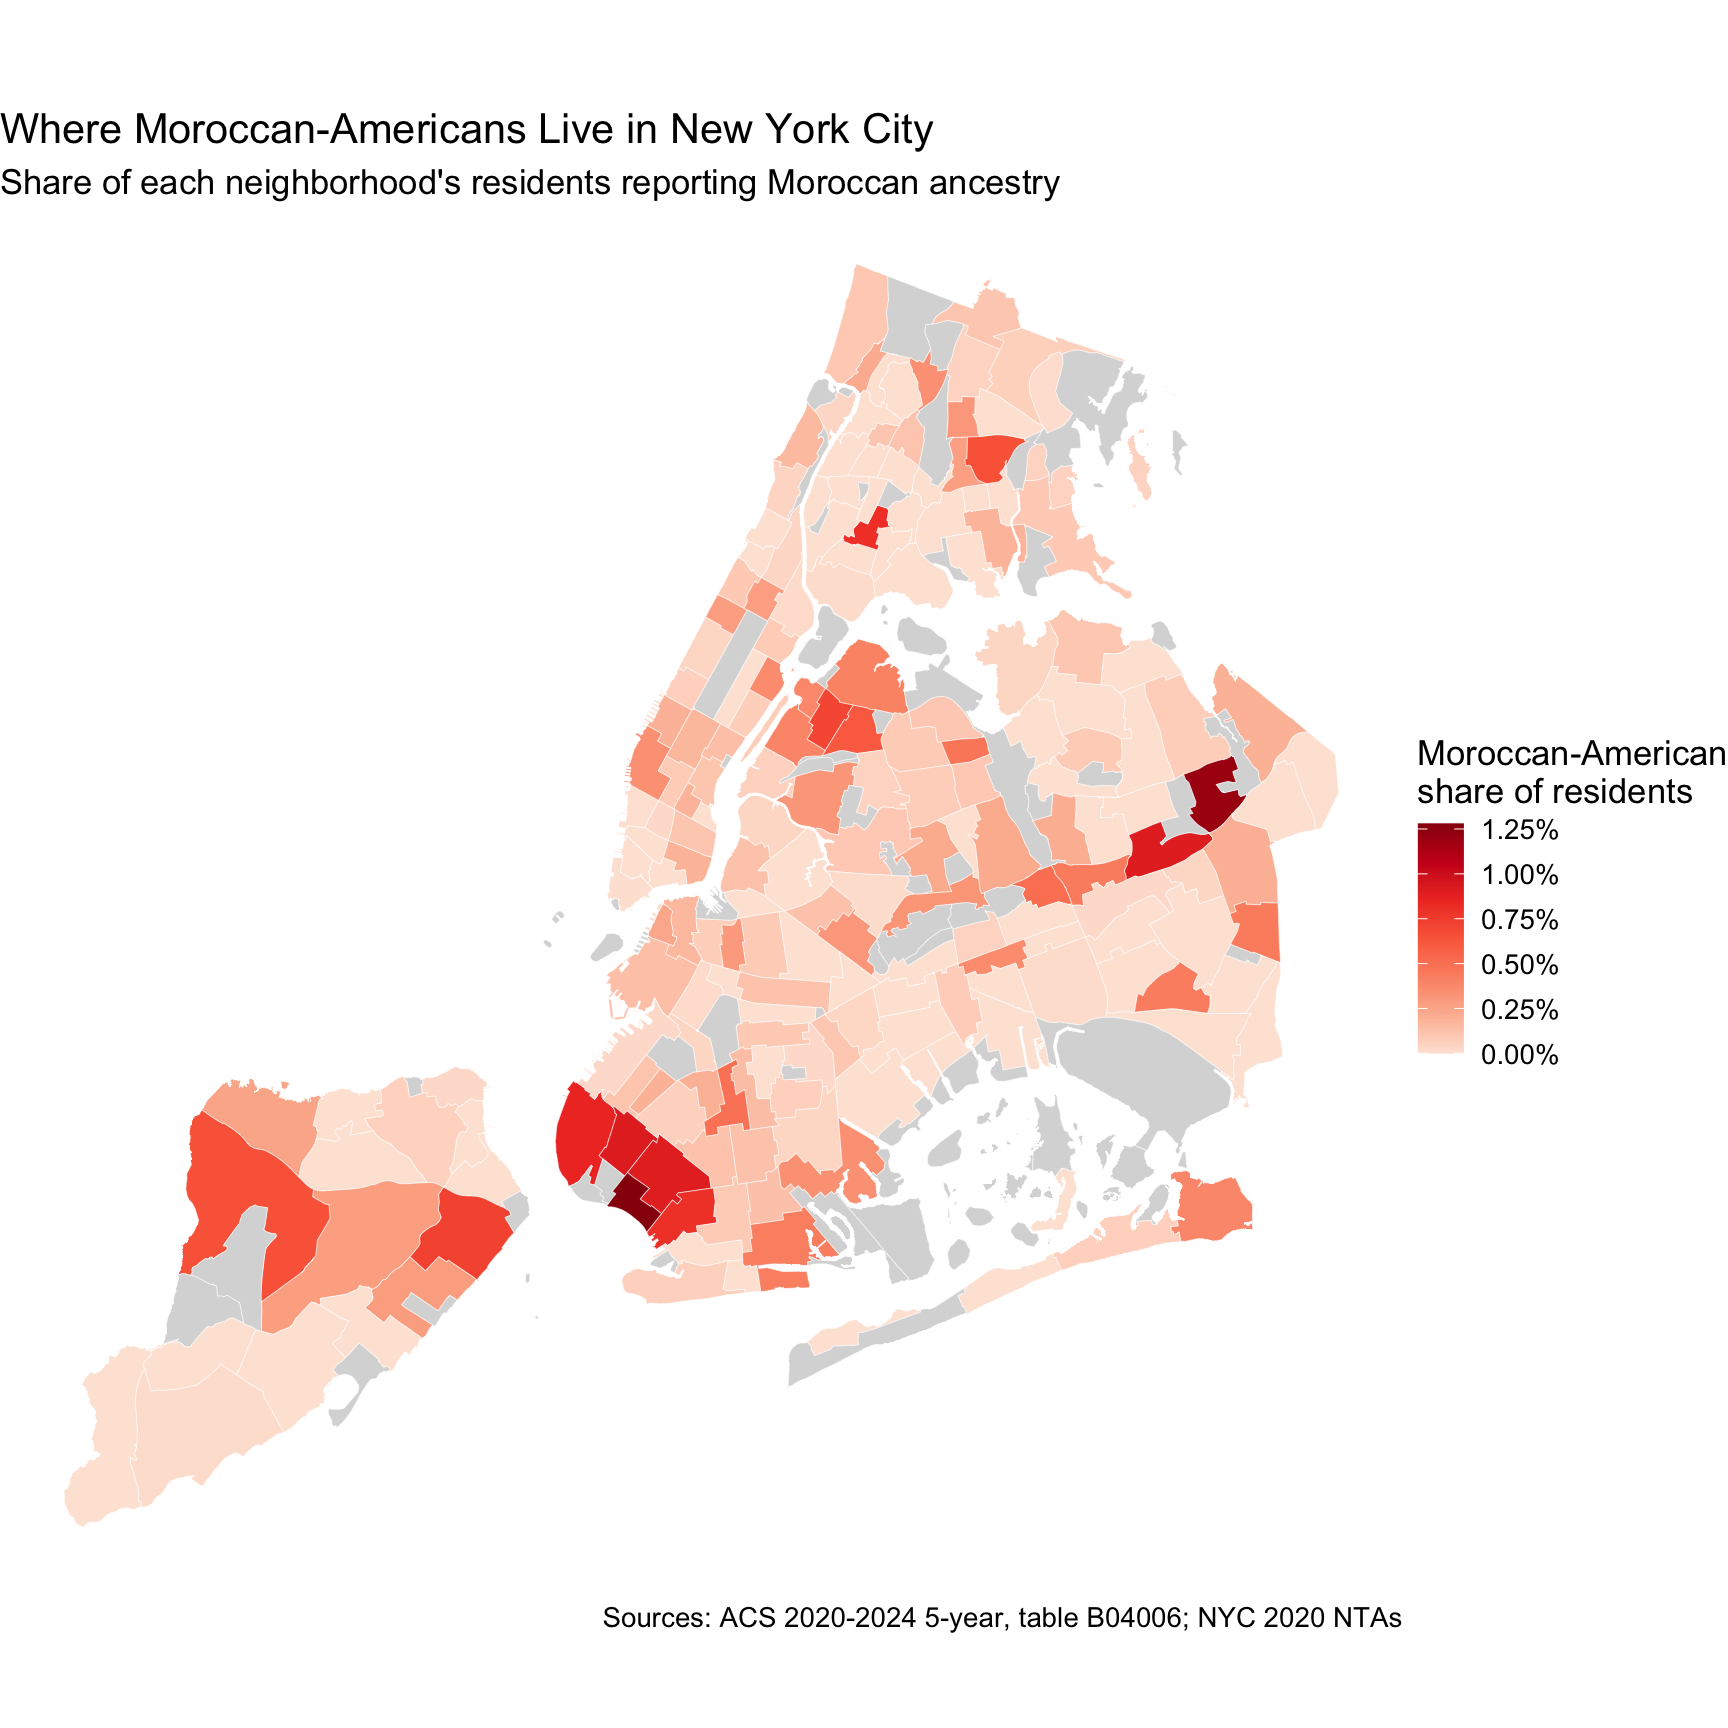 Where Moroccan-Americans Live in New York City
Share of each neighborhood's residents reporting Moroccan ancestry
Moroccan-American
share of residents
1.25%
1.00%
0.75%
0.50%
0.25%
0.00%
Sources: ACS 2020-2024 5-year, table B04006; NYC 2020 NTAs